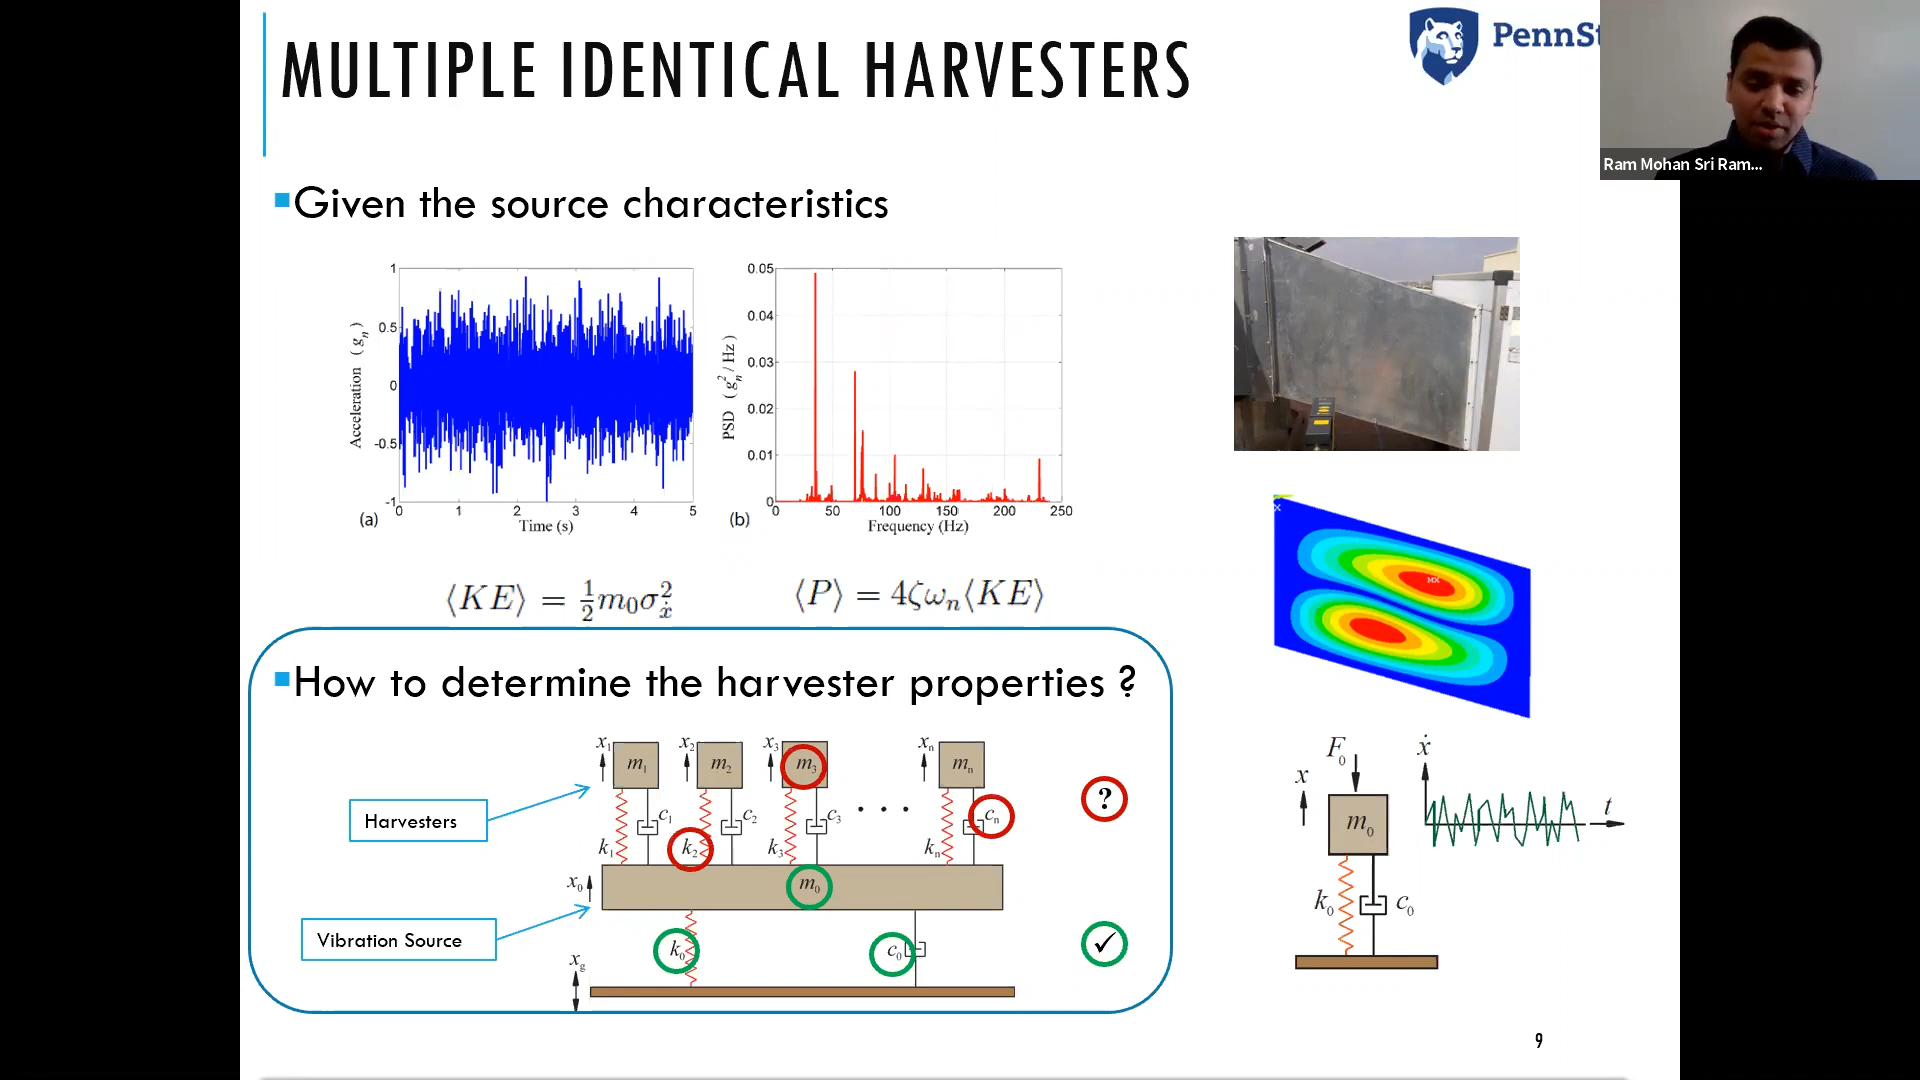 MULTIPLE IDENTICAL HARVESTERS
PennSt
Ram Mohan Sri Ram...
Given the source characteristics
1
0.5
0
-0.5
-1
Acceleration (gₙ)
0 1 2 3 4 5
Time (s)
(a)
0.05
0.04
0.03
0.02
0.01
0
PSD (gₙ²/Hz)
0 50 100 150 200 250
Frequency (Hz)
(b)
X
MX
⟨KE⟩ = ½m₀σ²ẋ
⟨P⟩ = 4ζωₙ⟨KE⟩
How to determine the harvester properties ?
x₁ m₁ x₂ m₂ x₃ m₃ xₙ mₙ
c₁ c₂ c₃ . . . cₙ
k₁ k₂ k₃ kₙ
?
Harvesters
x₀ m₀
Vibration Source
k₀ c₀
✓
x_g
F₀ ẋ
x
m₀ t
k₀ c₀
9